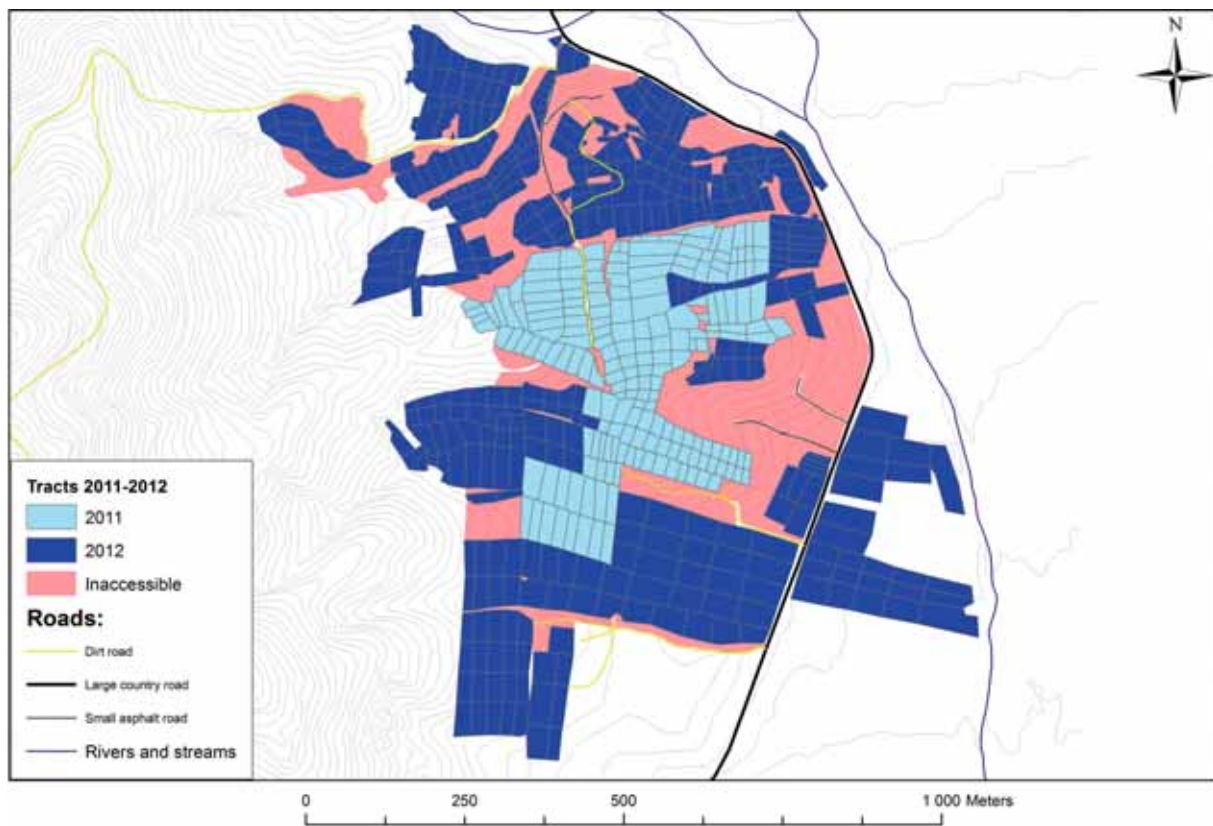 N
Tracts 2011-2012
2011
2012
Inaccessible
Roads:
Dirt road
Large country road
Small asphalt road
Rivers and streams
0 250 500 1 000 Meters